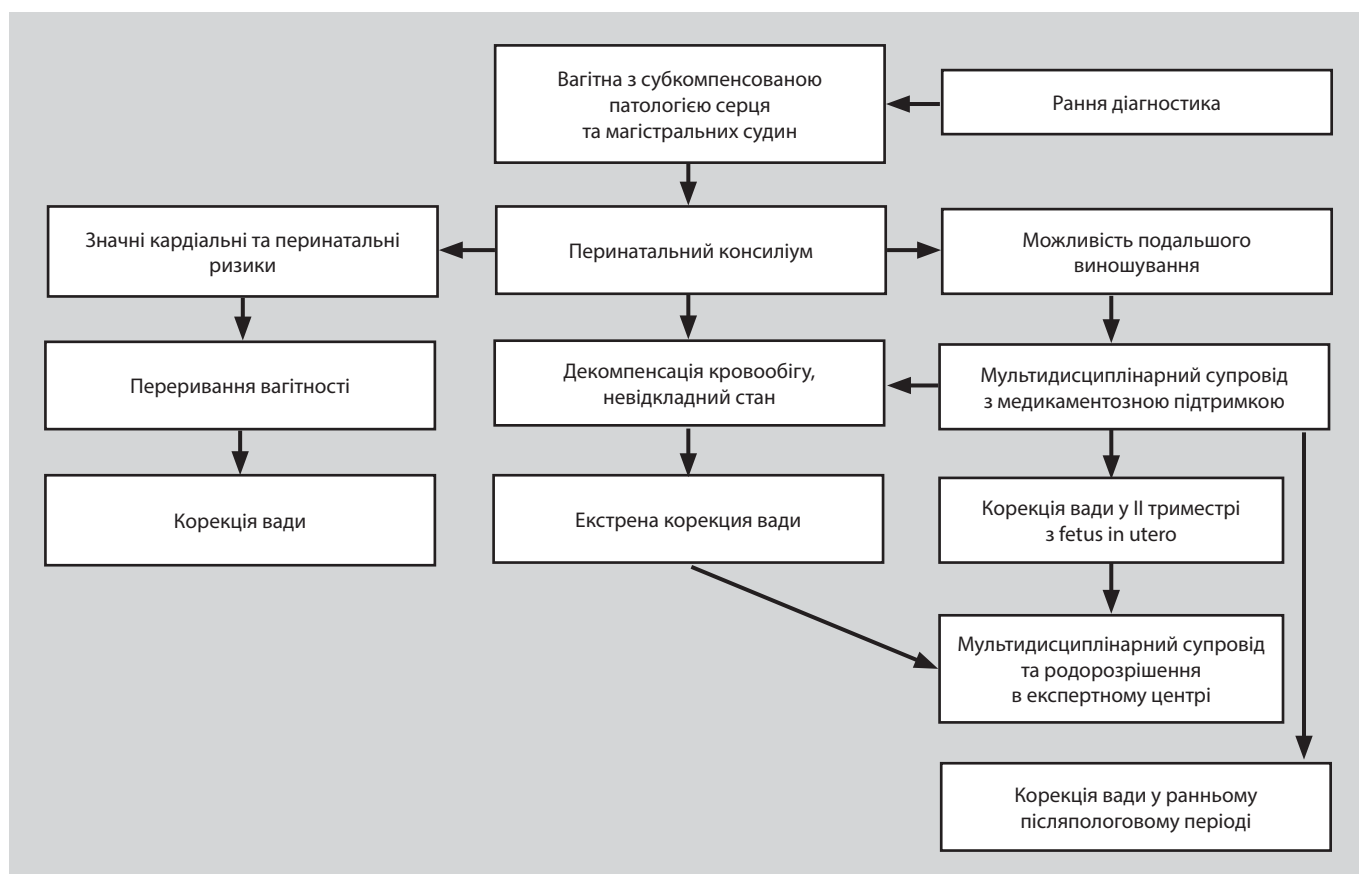 Вагітна з субкомпенсованою
патологією серця
та магістральних судин
Рання діагностика
Значні кардіальні та перинатальні
ризики
Перинатальний консиліум
Можливість подальшого
виношування
Переривання вагітності
Декомпенсація кровообігу,
невідкладний стан
Мультидисциплінарний супровід
з медикаментозною підтримкою
Корекція вади
Екстрена корекция вади
Корекція вади у II триместрі
з fetus in utero
Мультидисциплінарний супровід
та родорозрішення
в експертному центрі
Корекція вади у ранньому
післяпологовому періоді